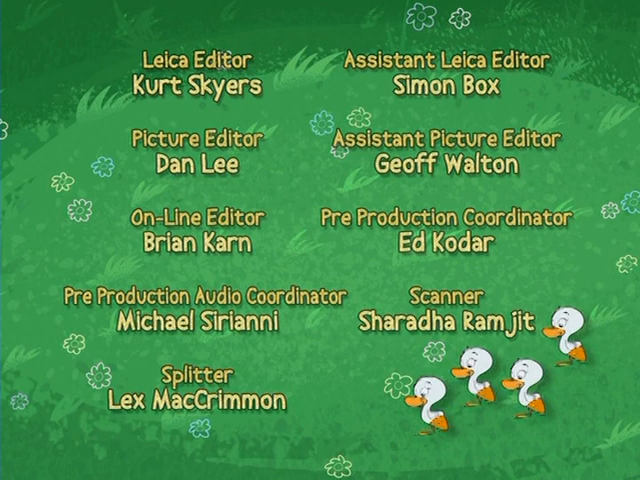 Leica Editor
Kurt Skyers
Assistant Leica Editor
Simon Box
Picture Editor
Dan Lee
Assistant Picture Editor
Geoff Walton
On-Line Editor
Brian Karn
Pre Production Coordinator
Ed Kodar
Pre Production Audio Coordinator
Michael Sirianni
Scanner
Sharadha Ramjit
Splitter
Lex MacCrimmon